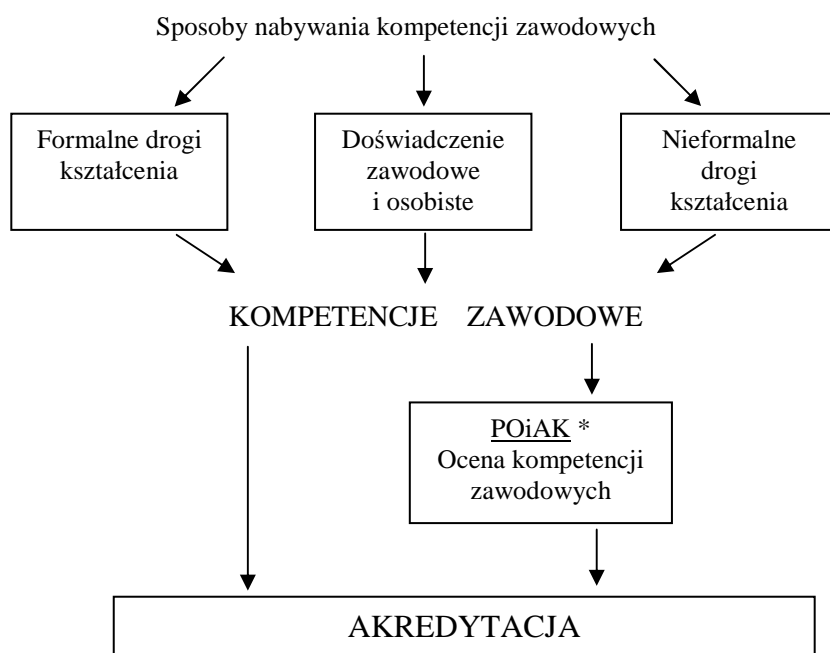 Sposoby nabywania kompetencji zawodowych
Formalne drogi
kształcenia
Doświadczenie
zawodowe
i osobiste
Nieformalne
drogi
kształcenia
KOMPETENCJE ZAWODOWE
POiAK *
Ocena kompetencji
zawodowych
AKREDYTACJA